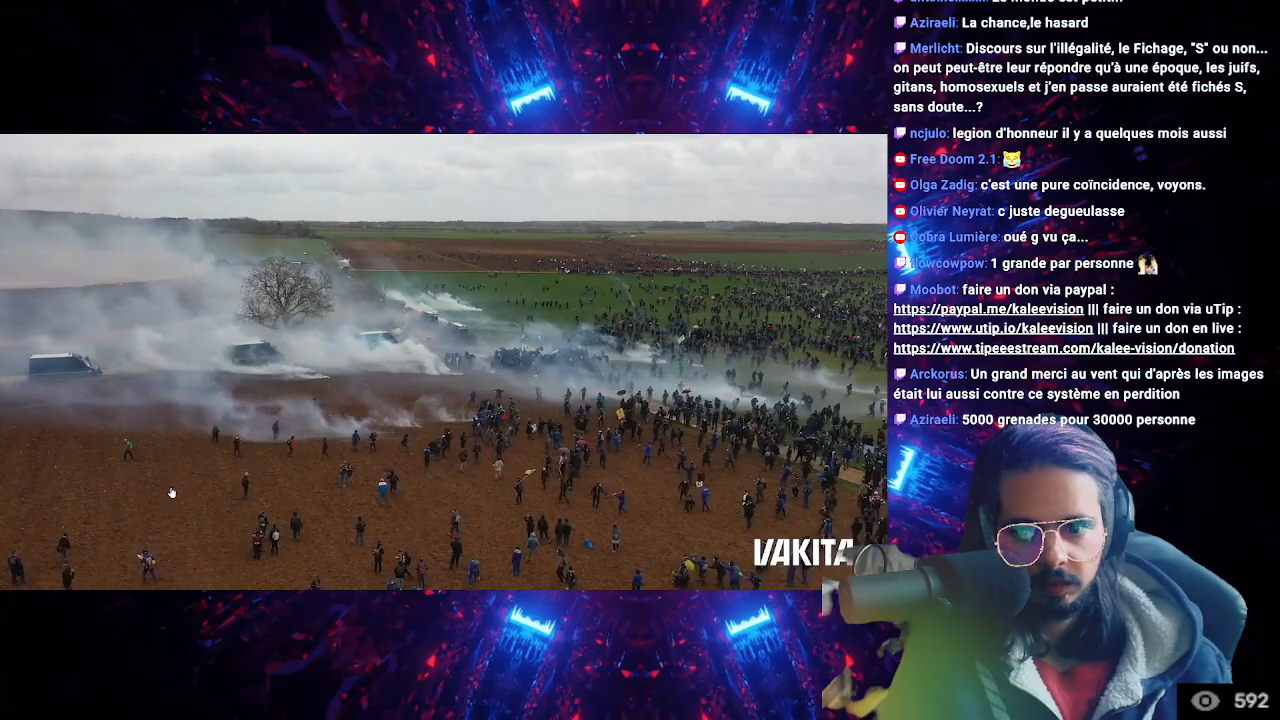 Aziraeli: La chance,le hasard
Merlicht: Discours sur l'illégalité, le Fichage, "S" ou non...
on peut peut-être leur répondre qu'à une époque, les juifs,
gitans, homosexuels et j'en passe auraient été fichés S,
sans doute...?
ncjulo: legion d'honneur il y a quelques mois aussi
Free Doom 2.1:
Olga Zadig: c'est une pure coïncidence, voyons.
Olivier Neyrat: c juste degueulasse
Cobra Lumière: oué g vu ça...
1 grande par personne
Moobot: faire un don via paypal :
https://paypal.me/kaleevision ||| faire un don via uTip :
https://www.utip.io/kaleevision ||| faire un don en live :
https://www.tipeeestream.com/kalee-vision/donation
Arckorus: Un grand merci au vent qui d'après les images
était lui aussi contre ce système en perdition
Aziraeli: 5000 grenades pour 30000 personne
VAKITA
592